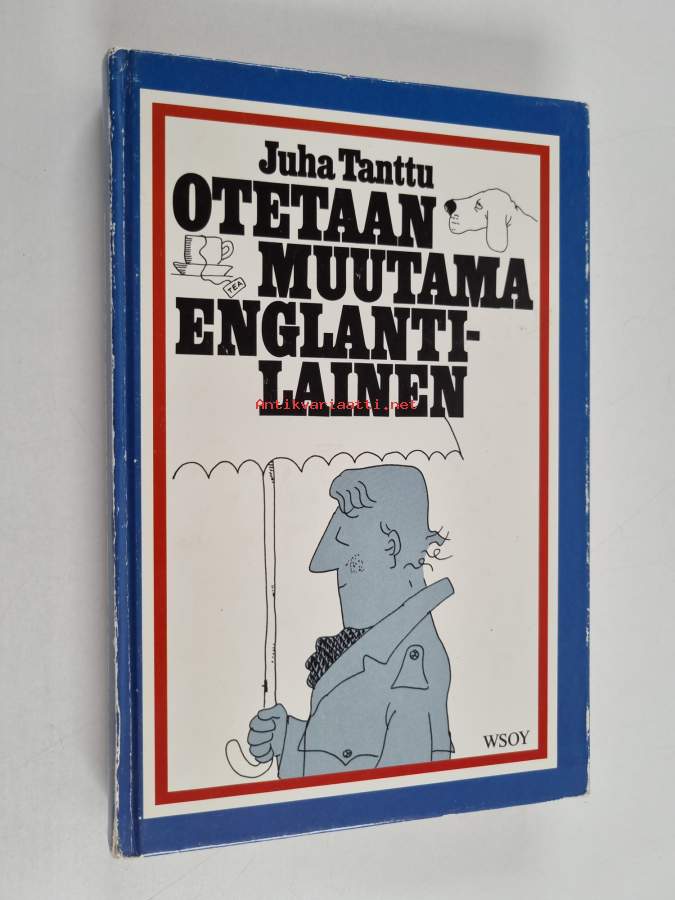 Juha Tanttu
OTETAAN
MUUTAMA
TEA
ENGLANTI-
LAINEN
Antikvariaatti.net
WSOY